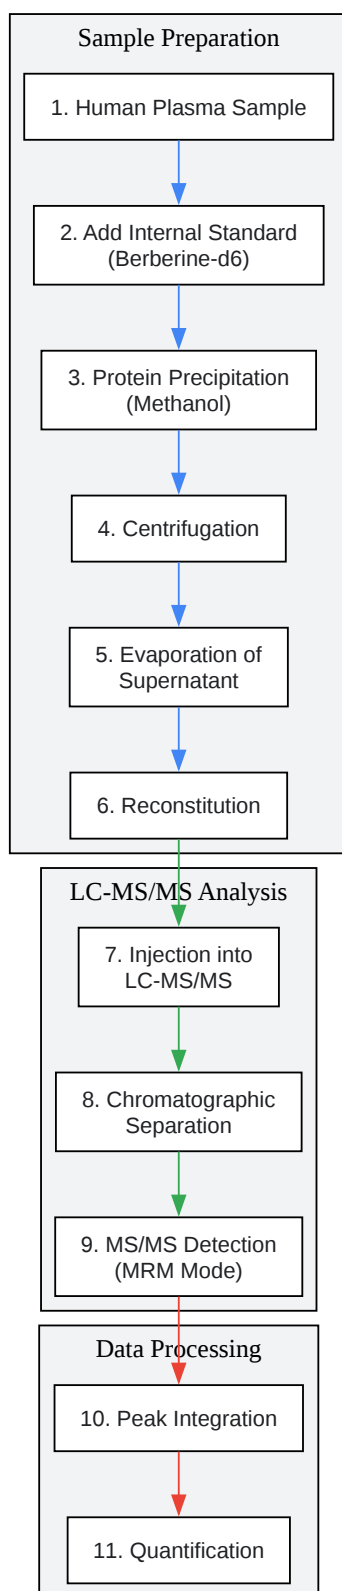 Sample Preparation
1. Human Plasma Sample
2. Add Internal Standard
(Berberine-d6)
3. Protein Precipitation
(Methanol)
4. Centrifugation
5. Evaporation of
Supernatant
6. Reconstitution
LC-MS/MS Analysis
7. Injection into
LC-MS/MS
8. Chromatographic
Separation
9. MS/MS Detection
(MRM Mode)
Data Processing
10. Peak Integration
11. Quantification